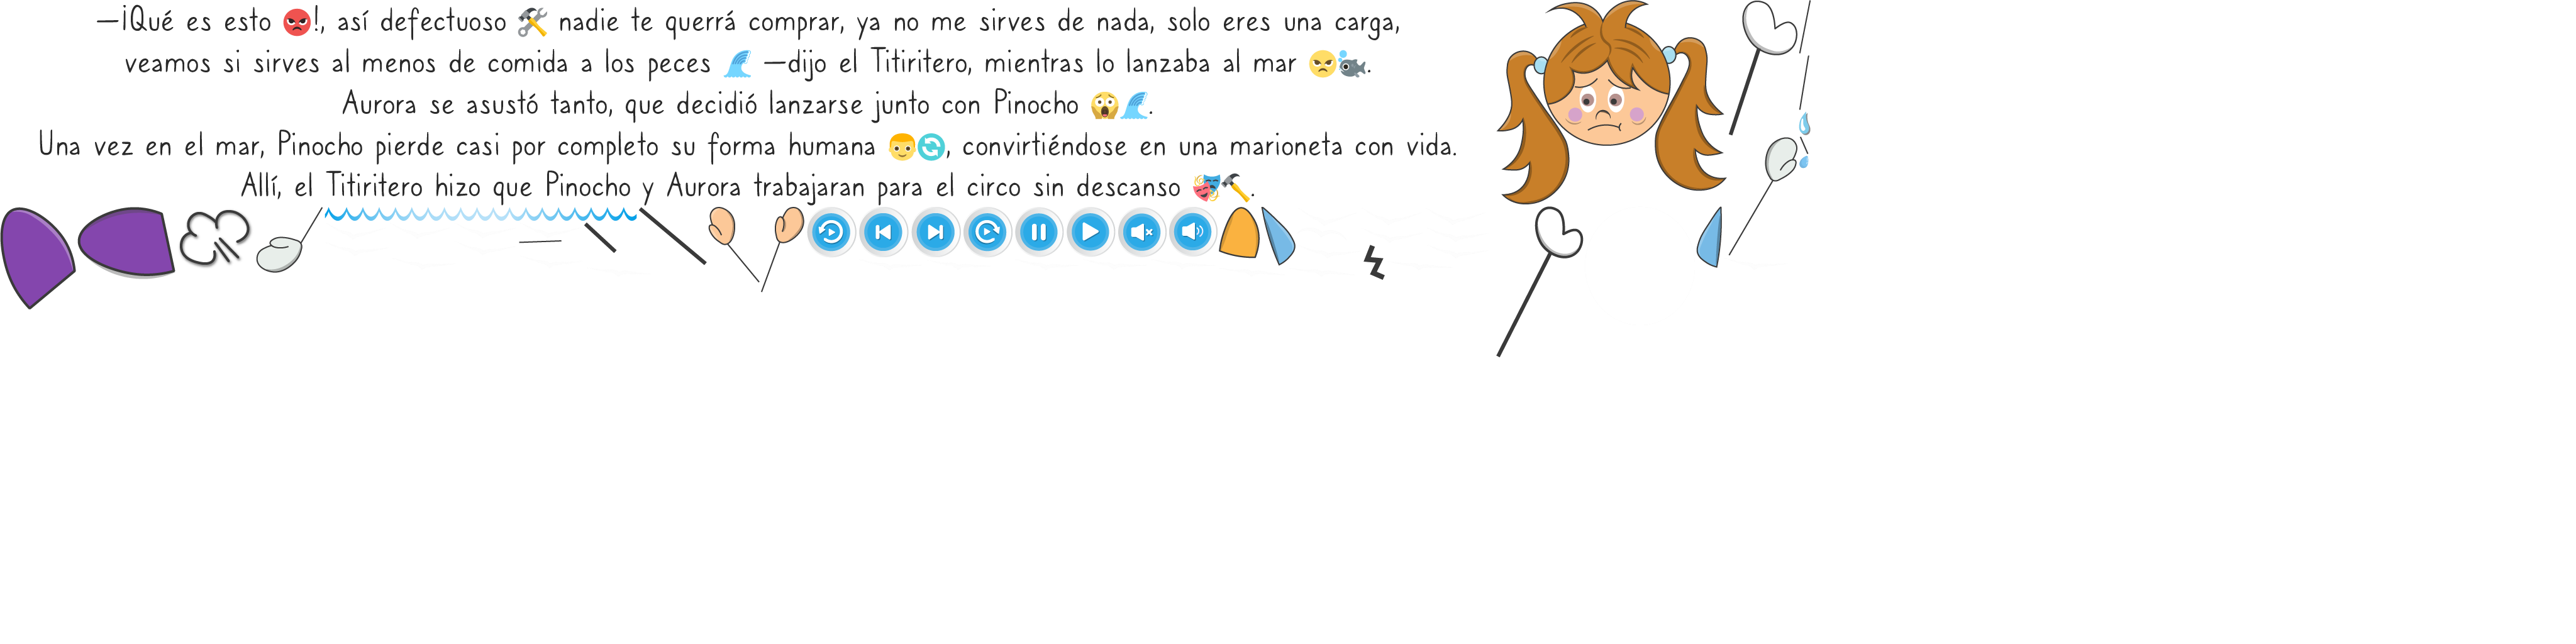 —¡Qué es esto 😡!, así defectuoso 🛠️ nadie te querrá comprar, ya no me sirves de nada, solo eres una carga,
veamos si sirves al menos de comida a los peces 🌊 —dijo el Titiritero, mientras lo lanzaba al mar 😠🐟.
Aurora se asustó tanto, que decidió lanzarse junto con Pinocho 😱🌊.
Una vez en el mar, Pinocho pierde casi por completo su forma humana 👨🔄, convirtiéndose en una marioneta con vida.
Allí, el Titiritero hizo que Pinocho y Aurora trabajaran para el circo sin descanso 🎭🔨.